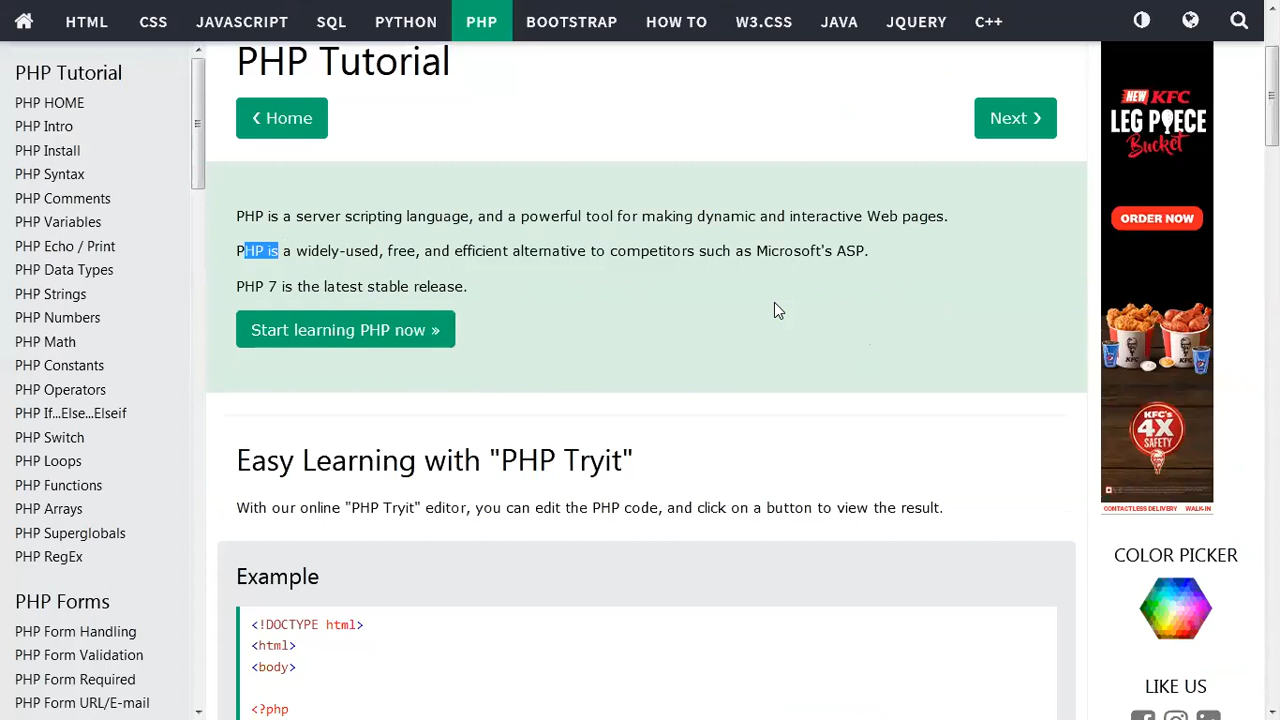 HTML CSS JAVASCRIPT SQL PYTHON PHP BOOTSTRAP HOW TO W3.CSS JAVA JQUERY C++
PHP Tutorial
PHP HOME
PHP Intro
PHP Install
PHP Syntax
PHP Comments
PHP Variables
PHP Echo / Print
PHP Data Types
PHP Strings
PHP Numbers
PHP Math
PHP Constants
PHP Operators
PHP If...Else...Elseif
PHP Switch
PHP Loops
PHP Functions
PHP Arrays
PHP Superglobals
PHP RegEx
PHP Forms
PHP Form Handling
PHP Form Validation
PHP Form Required
PHP Form URL/E-mail
PHP Tutorial
❮ Home
Next ❯
PHP is a server scripting language, and a powerful tool for making dynamic and interactive Web pages.
PHP is a widely-used, free, and efficient alternative to competitors such as Microsoft's ASP.
PHP 7 is the latest stable release.
Start learning PHP now »
Easy Learning with "PHP Tryit"
With our online "PHP Tryit" editor, you can edit the PHP code, and click on a button to view the result.
Example
<!DOCTYPE html>
<html>
<body>
<?php
NEW KFC
LEG PIECE
Bucket
ORDER NOW
KFC's
4X
SAFETY
CONTACTLESS DELIVERY WALK-IN
COLOR PICKER
LIKE US